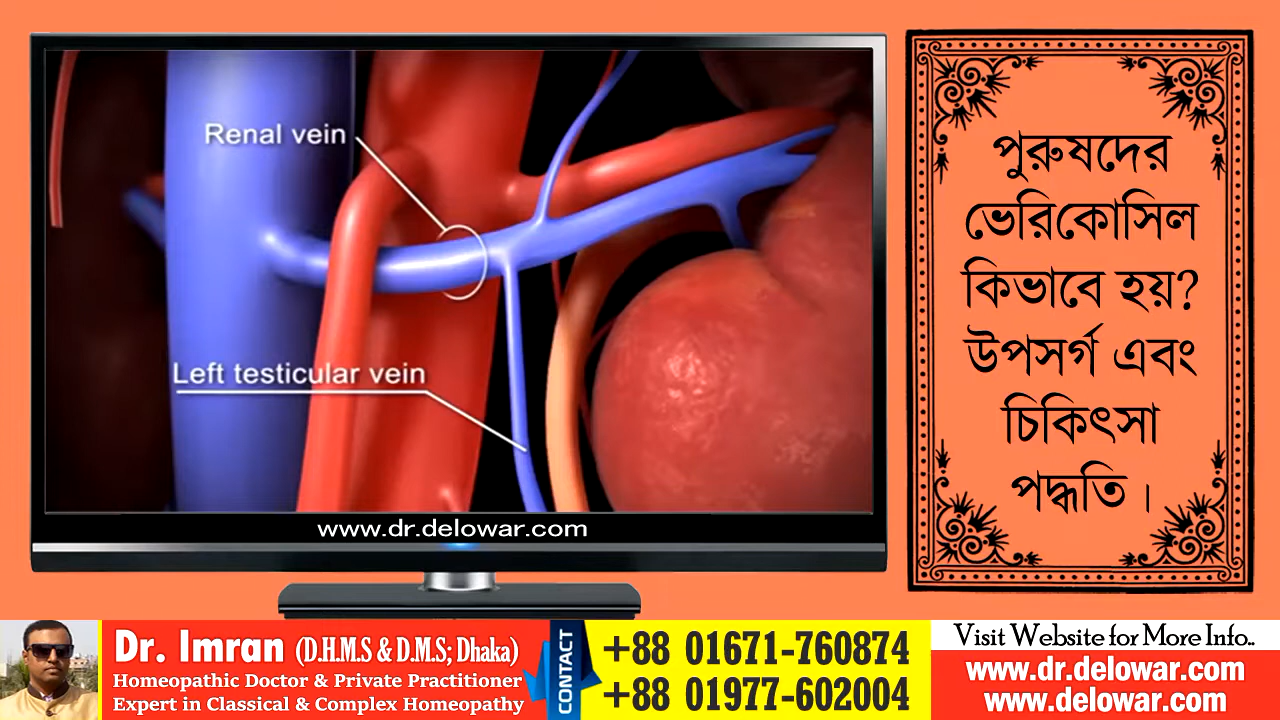 Renal vein
Left testicular vein
www.dr.delowar.com
পুরুষদের
ভেরিকোসিল
কিভাবে হয়?
উপসর্গ এবং
চিকিৎসা
পদ্ধতি।
Dr. Imran (D.H.M.S & D.M.S; Dhaka)
Homeopathic Doctor & Private Practitioner
Expert in Classical & Complex Homeopathy
CONTACT
+88 01671-760874
+88 01977-602004
Visit Website for More Info..
www.dr.delowar.com
www.delowar.com